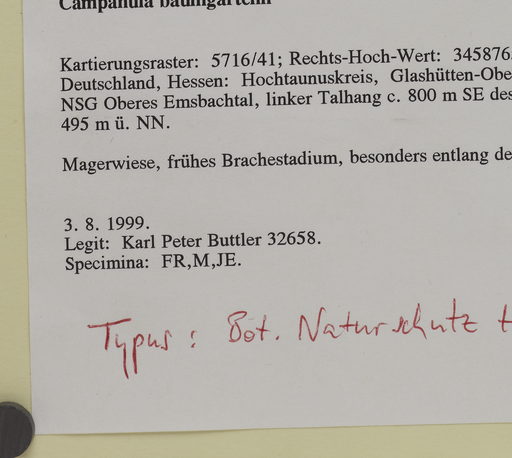 Campanula baumgartenii
Kartierungsraster: 5716/41; Rechts-Hoch-Wert: 345876
Deutschland, Hessen: Hochtaunuskreis, Glashütten-Obe
NSG Oberes Emsbachtal, linker Talhang c. 800 m SE des
495 m ü. NN.
Magerwiese, frühes Brachestadium, besonders entlang de
3. 8. 1999.
Legit: Karl Peter Buttler 32658.
Specimina: FR,M,JE.
Typus: Bot. Naturschutz